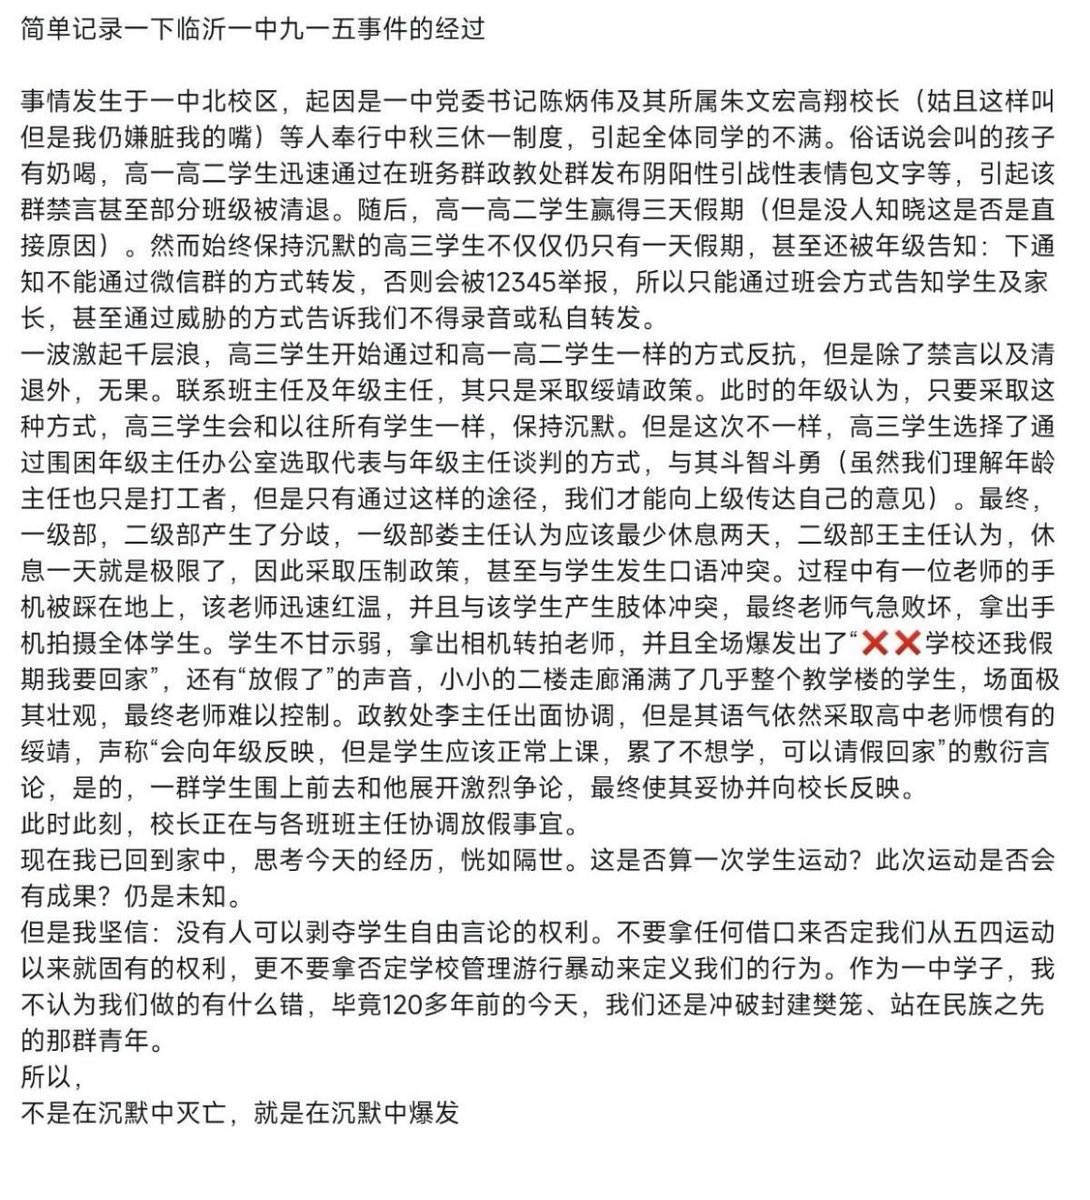 简单记录一下临沂一中九一五事件的经过
事情发生于一中北校区，起因是一中党委书记陈炳伟及其所属朱文宏高翔校长（姑且这样叫
但是我仍嫌脏我的嘴）等人奉行中秋三休一制度，引起全体同学的不满。俗话说会叫的孩子
有奶喝，高一高二学生迅速通过在班务群政教处群发布阴阳性引战性表情包文字等，引起该
群禁言甚至部分班级被清退。随后，高一高二学生赢得三天假期（但是没人知晓这是否是直
接原因）。然而始终保持沉默的高三学生不仅仅仍只有一天假期，甚至还被年级告知：下通
知不能通过微信群的方式转发，否则会被12345举报，所以只能通过班会方式告知学生及家
长，甚至通过威胁的方式告诉我们不得录音或私自转发。
一波激起千层浪，高三学生开始通过和高一高二学生一样的方式反抗，但是除了禁言以及清
退外，无果。联系班主任及年级主任，其只是采取绥靖政策。此时的年级认为，只要采取这
种方式，高三学生会和以往所有学生一样，保持沉默。但是这次不一样，高三学生选择了通
过围困年级主任办公室选取代表与年级主任谈判的方式，与其斗智斗勇（虽然我们理解年龄
主任也只是打工者，但是只有通过这样的途径，我们才能向上级传达自己的意见）。最终，
一级部，二级部产生了分歧，一级部娄主任认为应该最少休息两天，二级部王主任认为，休
息一天就是极限了，因此采取压制政策，甚至与学生发生口语冲突。过程中有一位老师的手
机被踩在地上，该老师迅速红温，并且与该学生产生肢体冲突，最终老师气急败坏，拿出手
机拍摄全体学生。学生不甘示弱，拿出相机转拍老师，并且全场爆发出了“❌❌学校还我假
期我要回家”，还有“放假了”的声音，小小的二楼走廊涌满了几乎整个教学楼的学生，场面极
其壮观，最终老师难以控制。政教处李主任出面协调，但是其语气依然采取高中老师惯有的
绥靖，声称“会向年级反映，但是学生应该正常上课，累了不想学，可以请假回家”的敷衍言
论，是的，一群学生围上前去和他展开激烈争论，最终使其妥协并向校长反映。
此时此刻，校长正在与各班班主任协调放假事宜。
现在我已回到家中，思考今天的经历，恍如隔世。这是否算一次学生运动？此次运动是否会
有成果？仍是未知。
但是我坚信：没有人可以剥夺学生自由言论的权利。不要拿任何借口来否定我们从五四运动
以来就固有的权利，更不要拿否定学校管理游行暴动来定义我们的行为。作为一中学子，我
不认为我们做的有什么错，毕竟120多年前的今天，我们还是冲破封建樊笼、站在民族之先
的那群青年。
所以，
不是在沉默中灭亡，就是在沉默中爆发